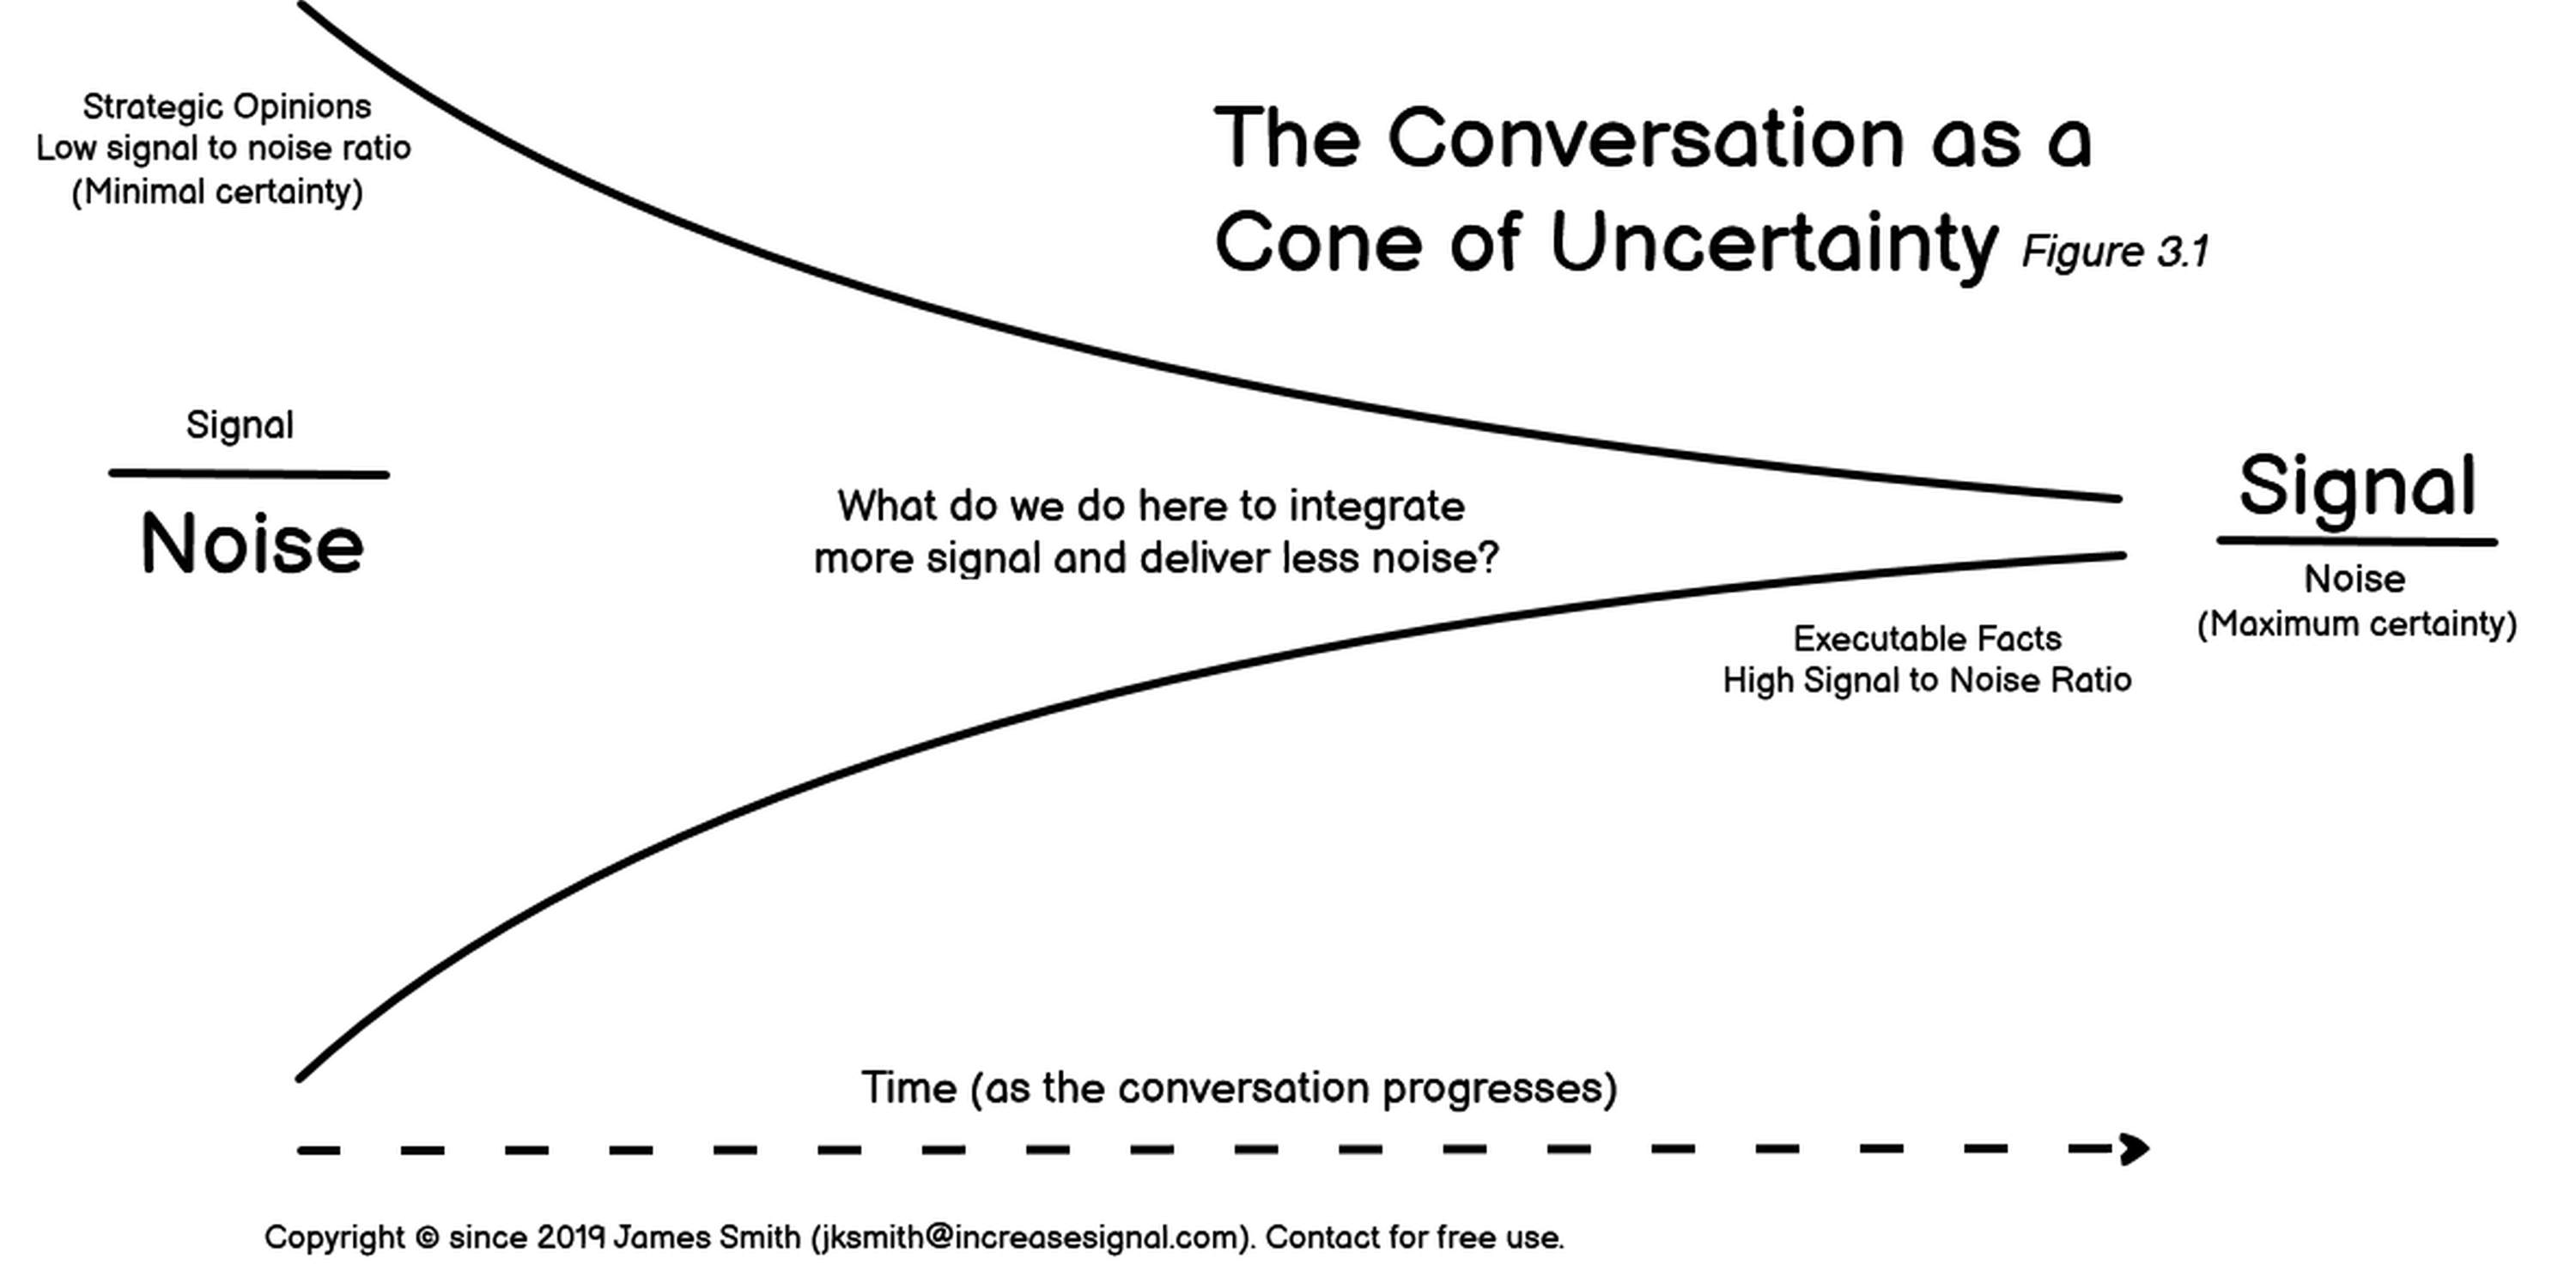 Strategic Opinions
Low signal to noise ratio
(Minimal certainty)
The Conversation as a
Cone of Uncertainty Figure 3.1
Signal
Noise
What do we do here to integrate
more signal and deliver less noise?
Signal
Noise
(Maximum certainty)
Executable Facts
High Signal to Noise Ratio
Time (as the conversation progresses)
Copyright © since 2019 James Smith (jksmith@increasesignal.com). Contact for free use.